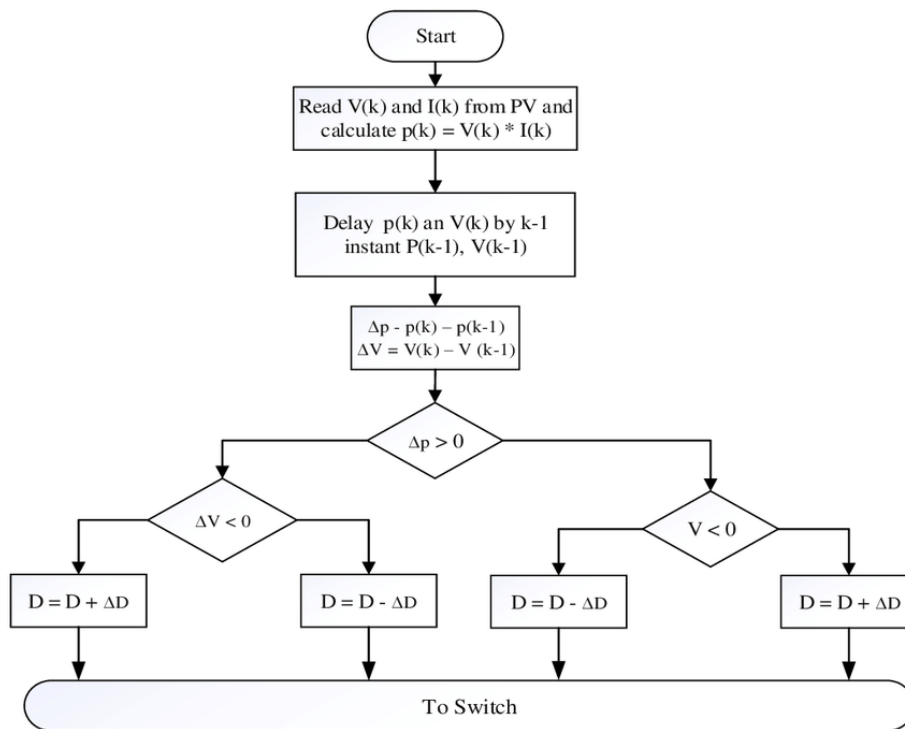 Start
Read V(k) and I(k) from PV and
calculate p(k) = V(k) * I(k)
Delay p(k) an V(k) by k-1
instant P(k-1), V(k-1)
Δp - p(k) – p(k-1)
ΔV = V(k) – V (k-1)
Δp > 0
ΔV < 0
V < 0
D = D + ΔD
D = D - ΔD
D = D - ΔD
D = D + ΔD
To Switch